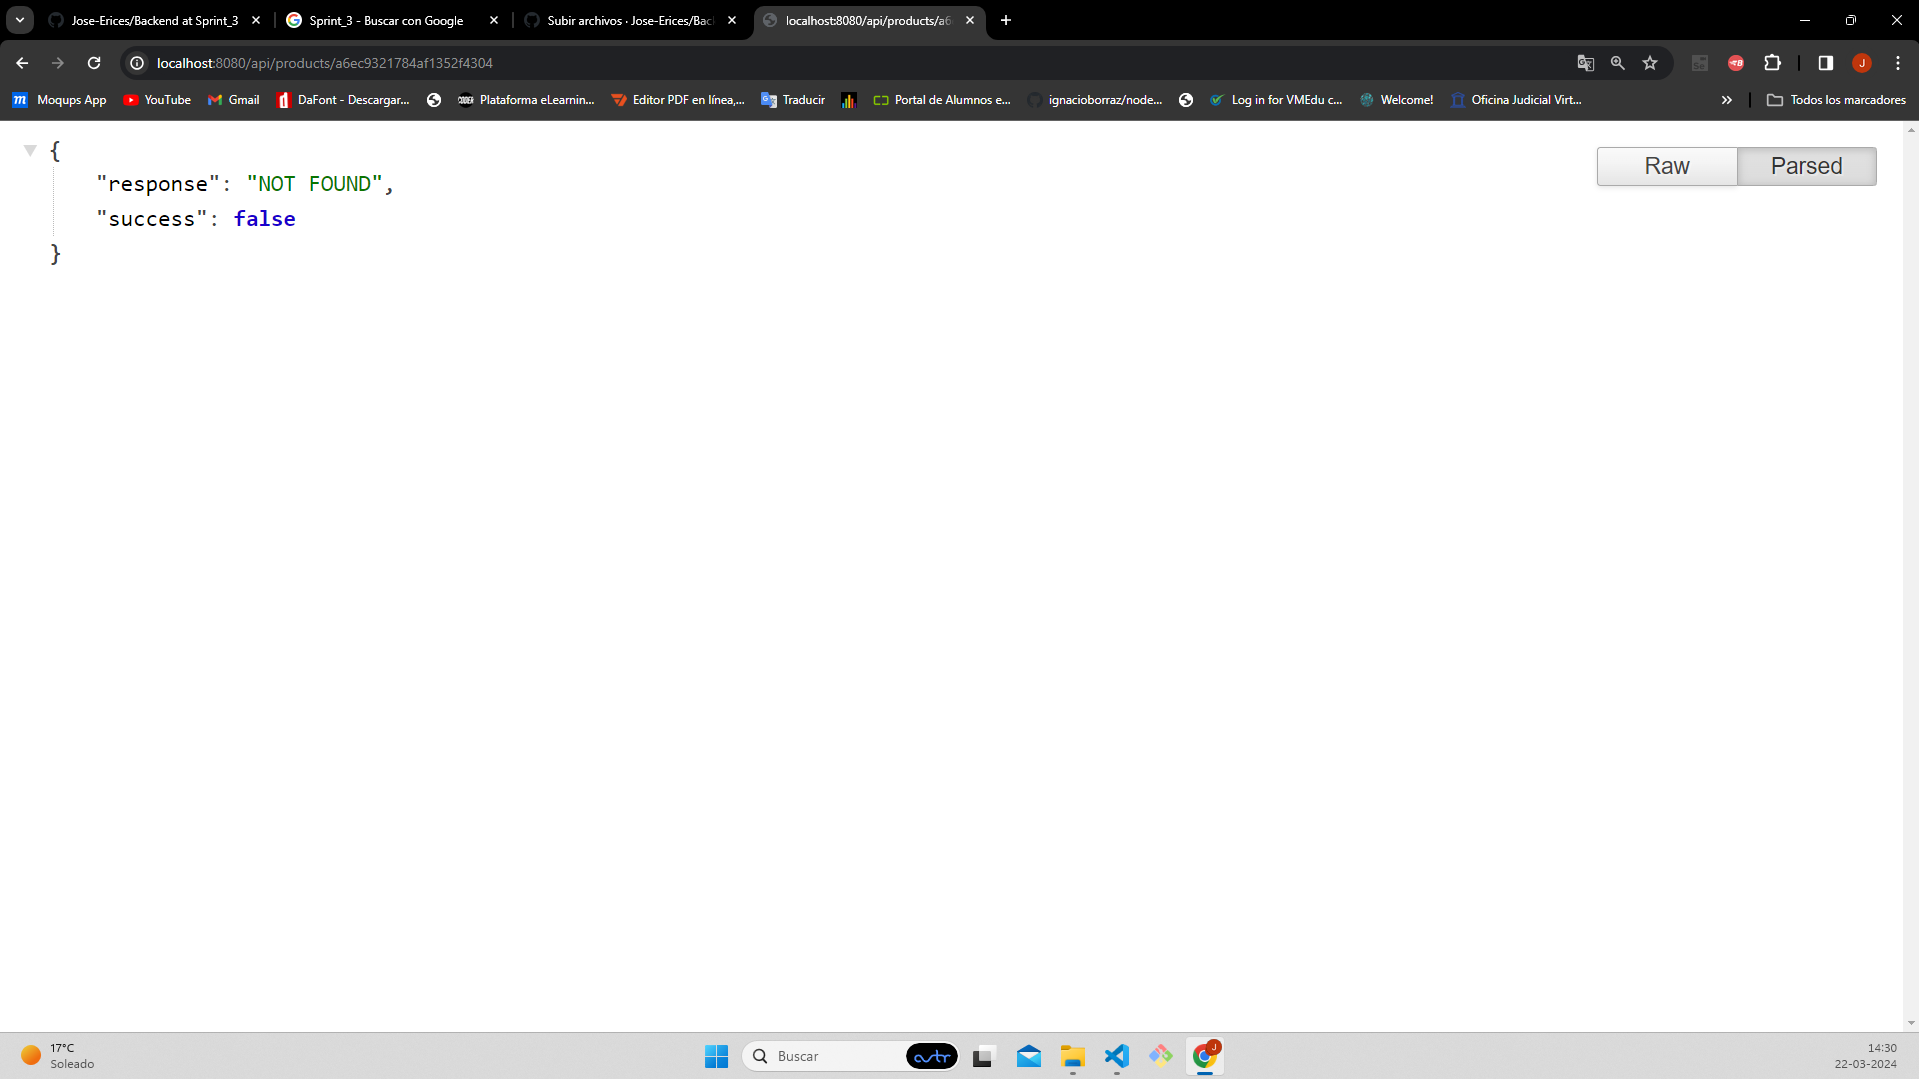 Jose-Erices/Backend at Sprint_3
Sprint_3 - Buscar con Google
Subir archivos · Jose-Erices/Bac
localhost:8080/api/products/a6
localhost:8080/api/products/a6ec9321784af1352f4304
J
Moqups App
YouTube
Gmail
DaFont - Descargar...
Plataforma eLearnin...
Editor PDF en línea,...
Traducir
Portal de Alumnos e...
ignacioborraz/node...
Log in for VMEdu c...
Welcome!
Oficina Judicial Virt...
»
Todos los marcadores
{
"response": "NOT FOUND",
"success": false
}
Raw
Parsed
17°C
Soleado
Buscar
J
14:30
22-03-2024